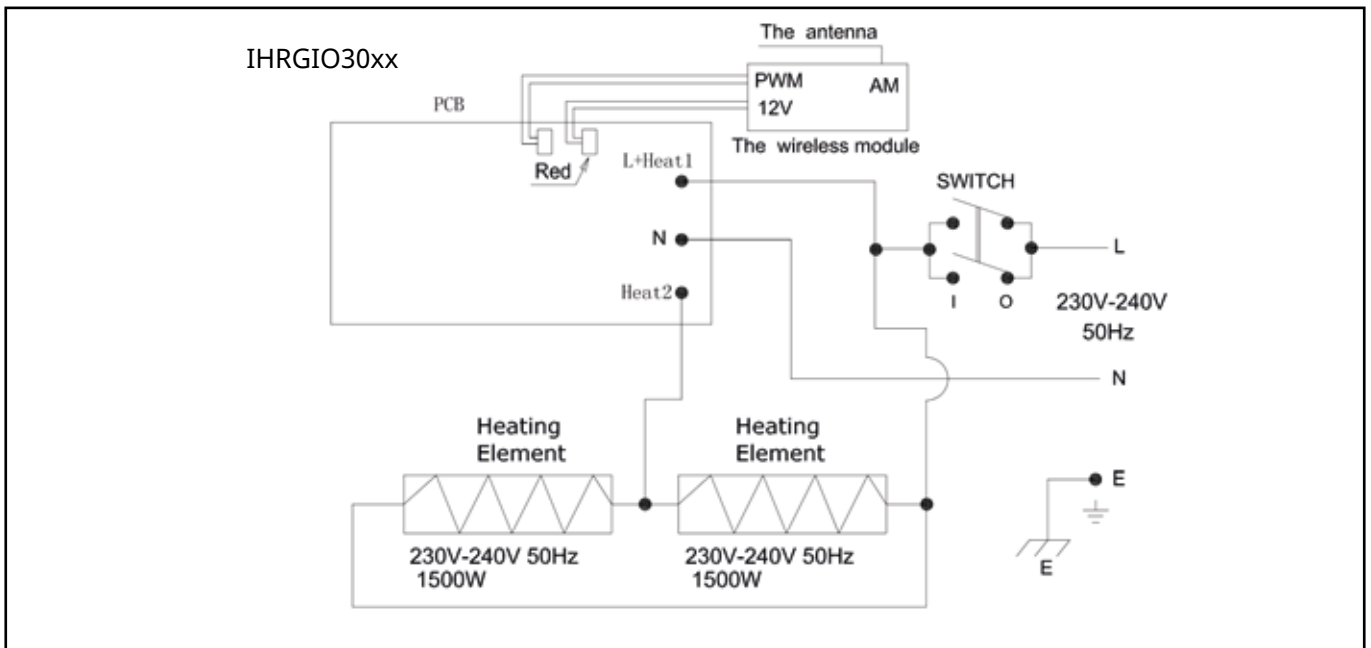 IHRGIO30xx
The antenna
PWM
AM
12V
The wireless module
PCB
Red
L+Heat1
N
Heat2
SWITCH
L
I
O
230V-240V
50Hz
N
Heating
Element
230V-240V 50Hz
1500W
Heating
Element
230V-240V 50Hz
1500W
E
E